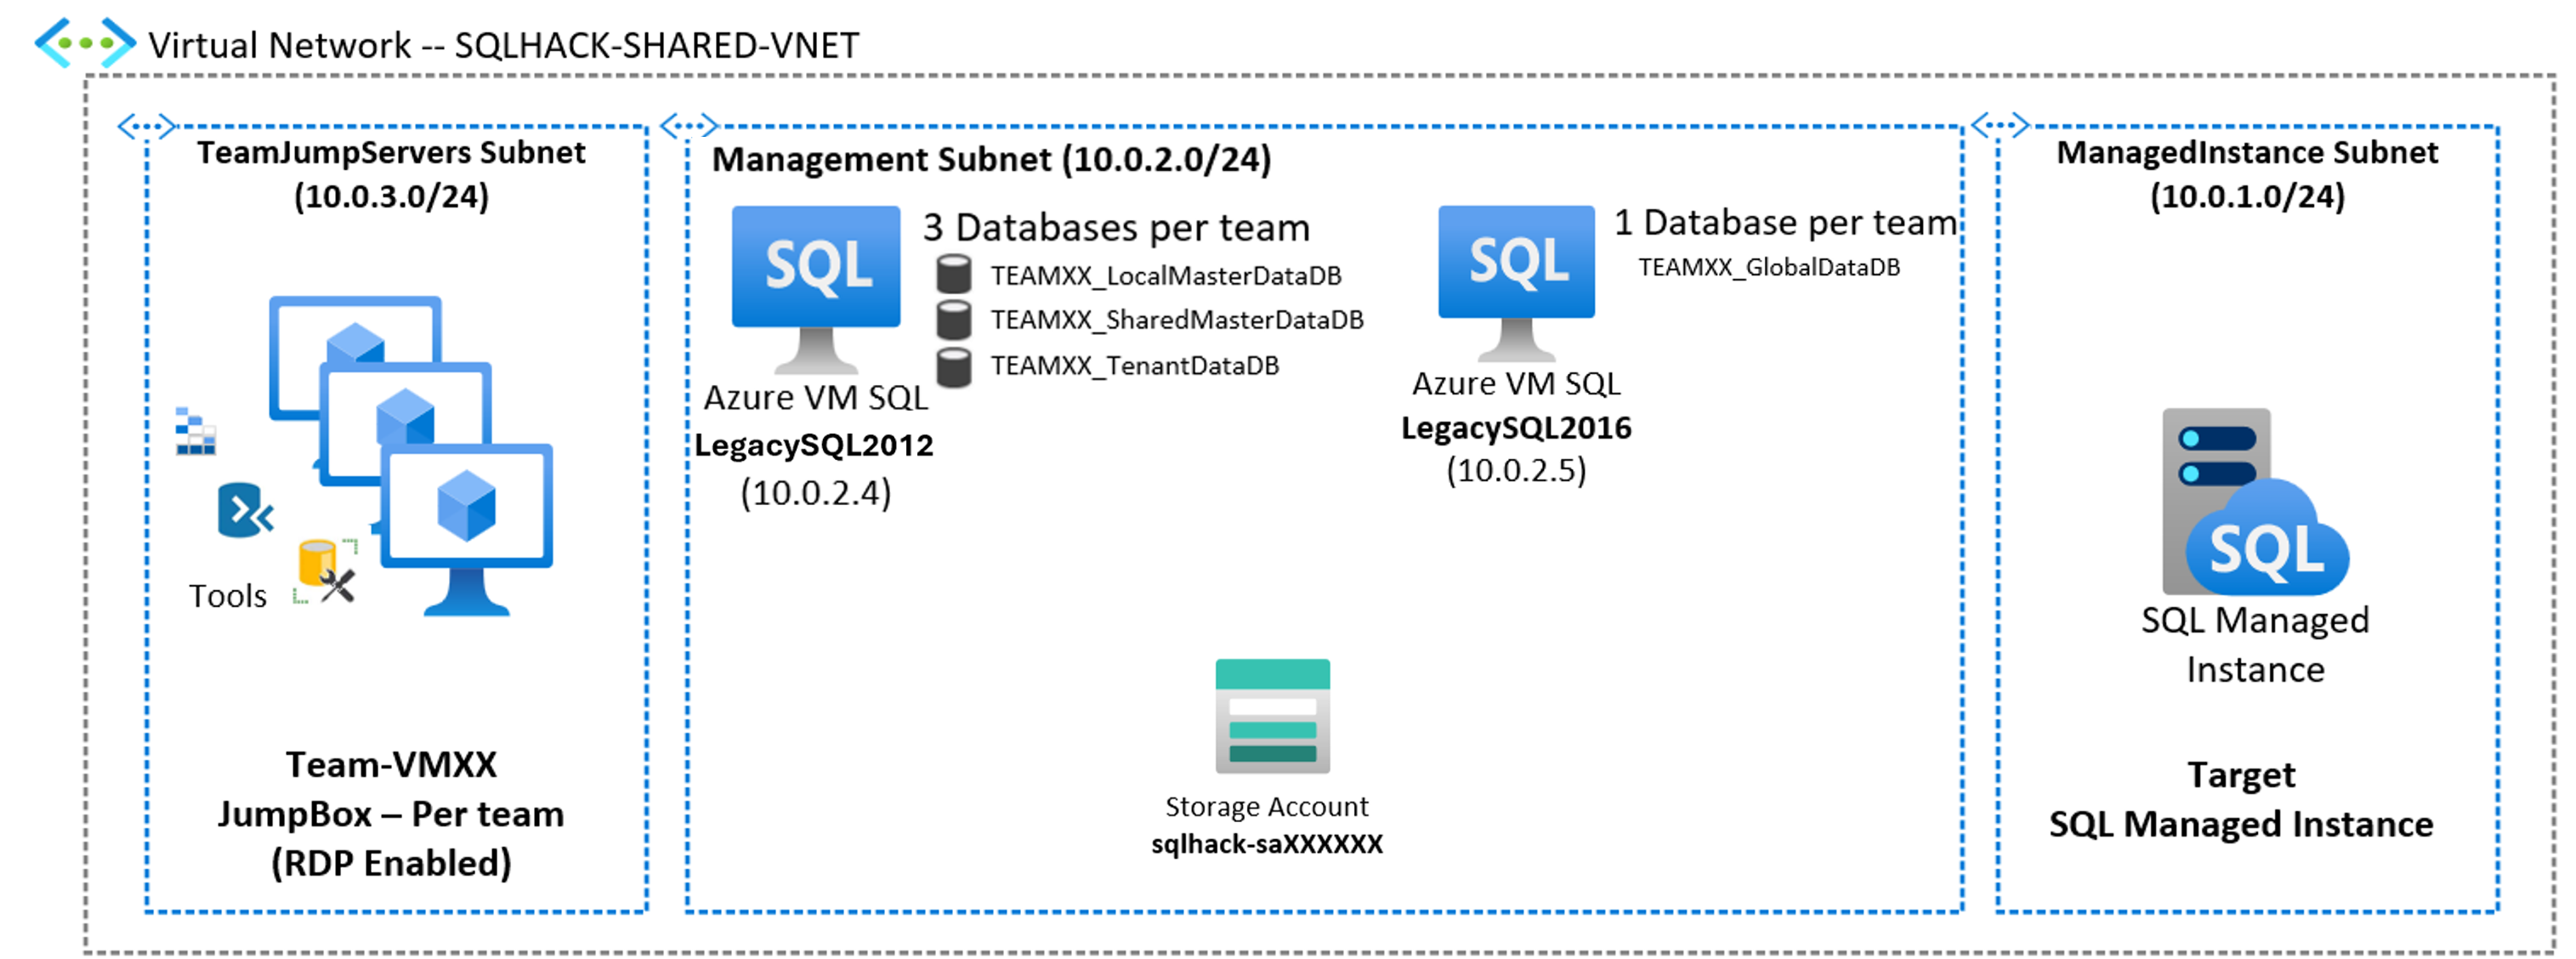 Virtual Network -- SQLHACK-SHARED-VNET
TeamJumpServers Subnet
(10.0.3.0/24)
Tools
Team-VMXX
JumpBox – Per team
(RDP Enabled)
Management Subnet (10.0.2.0/24)
SQL
3 Databases per team
TEAMXX_LocalMasterDataDB
TEAMXX_SharedMasterDataDB
TEAMXX_TenantDataDB
Azure VM SQL
LegacySQL2012
(10.0.2.4)
SQL
1 Database per team
TEAMXX_GlobalDataDB
Azure VM SQL
LegacySQL2016
(10.0.2.5)
Storage Account
sqlhack-saXXXXXX
ManagedInstance Subnet
(10.0.1.0/24)
SQL
SQL Managed
Instance
Target
SQL Managed Instance